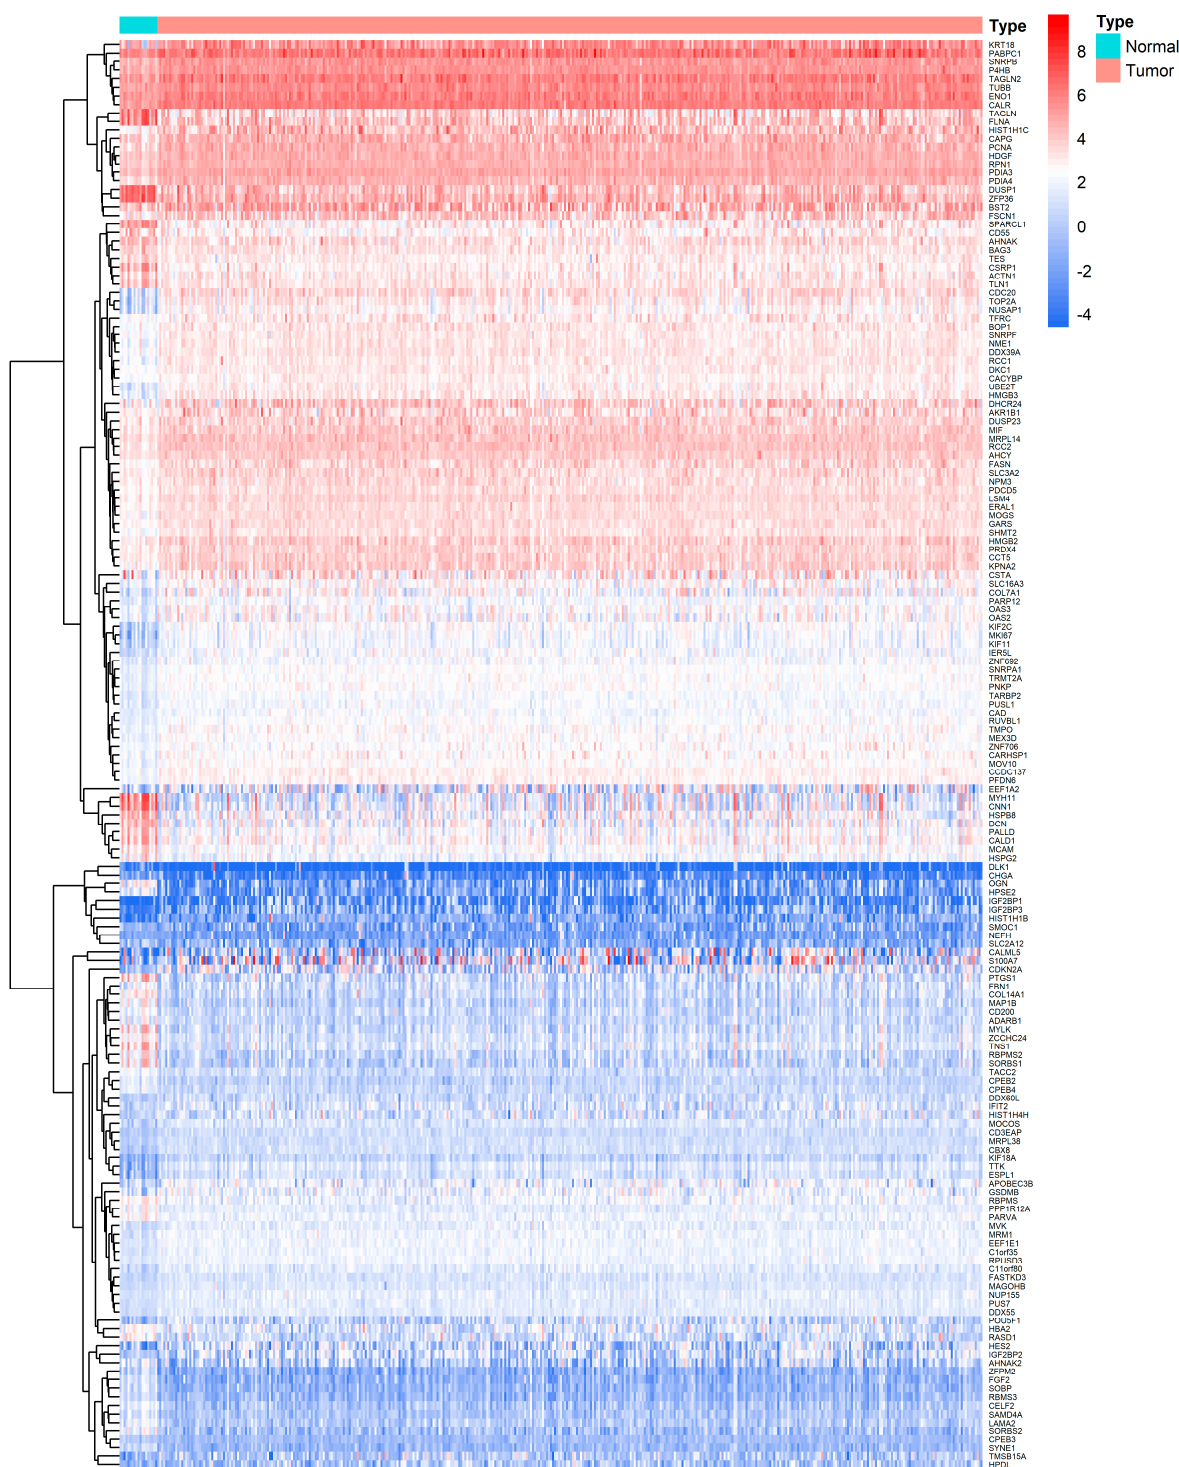 Type
KRT18
PABPC1
SNRPB
P4HB
TAGLN2
TUBB
ENO1
CALR
TAGLN
FLNA
HIST1H1C
CAPG
PCNA
HDGF
RPN1
PDIA3
PDIA4
DUSP1
ZFP36
BST2
FSCN1
SPARCL1
CD55
AHNAK
BAG3
TES
CSRP1
ACTN1
TLN1
CDC20
TOP2A
NUSAP1
TFRC
BOP1
SNRPF
NME1
DDX39A
RCC1
DKC1
CACYBP
UBE2T
HMGB3
DHCR24
AKR1B1
DUSP23
MIF
MRPL14
RCC2
AHCY
FASN
SLC3A2
NPM3
PDCD5
LSM4
ERAL1
MOGS
GARS
SHMT2
HMGB2
PRDX4
CCT5
KPNA2
CSTA
SLC16A3
COL7A1
PARP12
OAS3
OAS2
KIF2C
MKI67
KIF11
IER5L
ZNF692
SNRPA1
TRMT2A
PNKP
TARBP2
PUSL1
CAD
RUVBL1
TMPO
MEX3D
ZNF706
CARHSP1
MOV10
CCDC137
PFDN6
EEF1A2
MYH11
CNN1
HSPB8
DCN
PALLD
CALD1
MCAM
HSPG2
DLK1
CHGA
OGN
HPSE2
IGF2BP1
IGF2BP3
HIST1H1B
SMOC1
NEFH
SLC2A12
CALML5
S100A7
CDKN2A
PTGS1
FBN1
COL14A1
MAP1B
CD200
ADARB1
MYLK
ZCCHC24
TNS1
RBPMS2
SORBS1
TACC2
CPEB2
CPEB4
DDX60L
IFIT2
HIST1H4H
MOCOS
CD3EAP
MRPL38
CBX8
KIF18A
TTK
ESPL1
APOBEC3B
GSDMB
RBPMS
PPP1R12A
PARVA
MVK
MRM1
EEF1E1
C1orf35
RPUSD3
C11orf80
FASTKD3
MAGOHB
NUP155
PUS7
DDX55
POU5F1
HBA2
RASD1
HES2
IGF2BP2
AHNAK2
ZFPM2
FGF2
SOBP
RBMS3
CELF2
SAMD4A
LAMA2
SORBS2
CPEB3
SYNE1
TMSB15A
HPDL
8
6
4
2
0
-2
-4
Type
Normal
Tumor